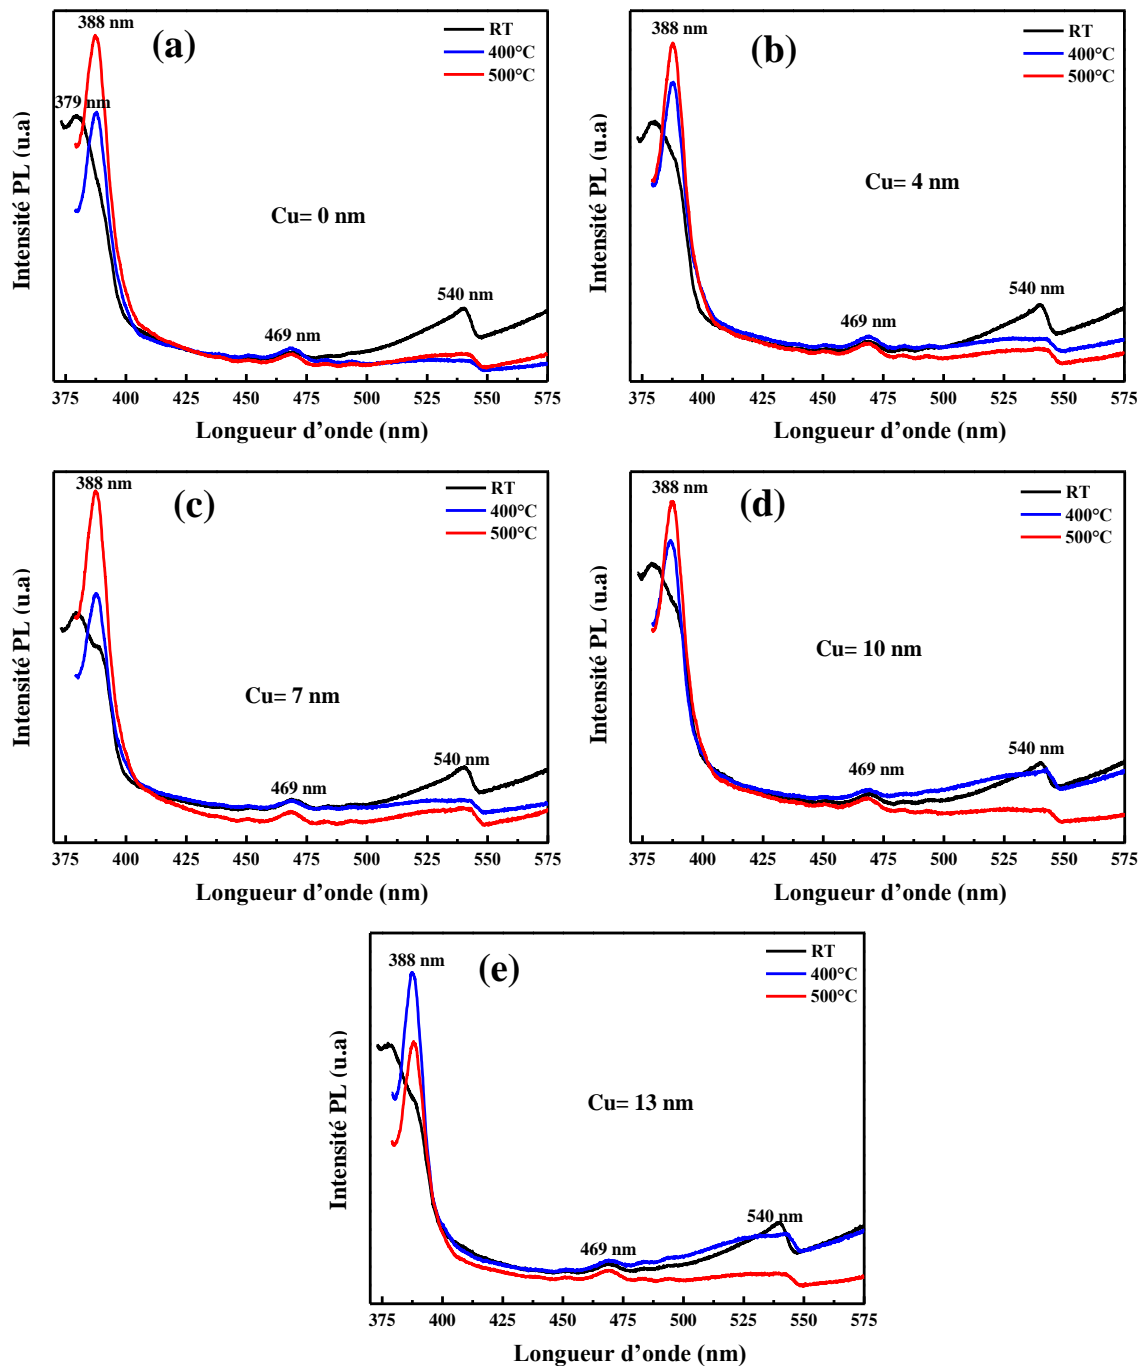 388 nm
(a)
RT
400°C
500°C
379 nm
Cu= 0 nm
540 nm
469 nm
Intensité PL (u.a)
375 400 425 450 475 500 525 550 575
Longueur d’onde (nm)
388 nm
(b)
RT
400°C
500°C
Cu= 4 nm
540 nm
469 nm
Intensité PL (u.a)
375 400 425 450 475 500 525 550 575
Longueur d’onde (nm)
388 nm
(c)
RT
400°C
500°C
Cu= 7 nm
540 nm
469 nm
Intensité PL (u.a)
375 400 425 450 475 500 525 550 575
Longueur d’onde (nm)
388 nm
(d)
RT
400°C
500°C
Cu= 10 nm
540 nm
469 nm
Intensité PL (u.a)
375 400 425 450 475 500 525 550 575
Longueur d’onde (nm)
388 nm
(e)
RT
400°C
500°C
Cu= 13 nm
540 nm
469 nm
Intensité PL (u.a)
375 400 425 450 475 500 525 550 575
Longueur d’onde (nm)